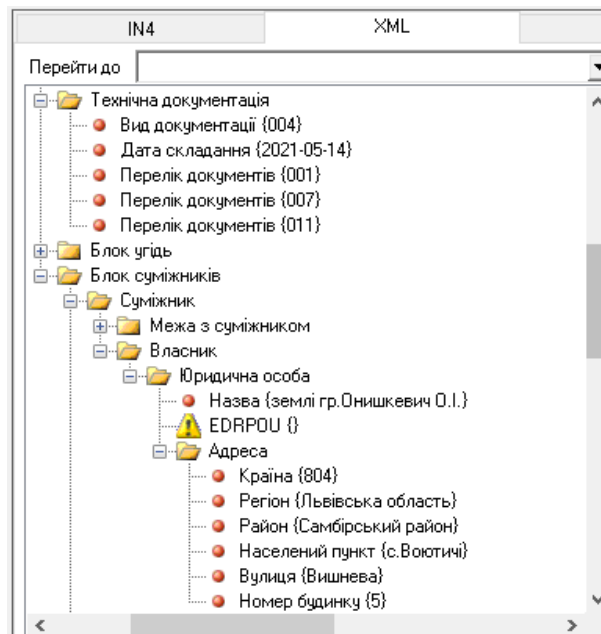 IN4 XML
Перейти до
Технічна документація
Вид документації {004}
Дата складання {2021-05-14}
Перелік документів {001}
Перелік документів {007}
Перелік документів {011}
Блок угідь
Блок суміжників
Суміжник
Межа з суміжником
Власник
Юридична особа
Назва {землі гр.Онишкевич О.І.}
EDRPOU {}
Адреса
Країна {804}
Регіон {Львівська область}
Район {Самбірський район}
Населений пункт {с.Воютичі}
Вулиця {Вишнева}
Номер будинку {5}